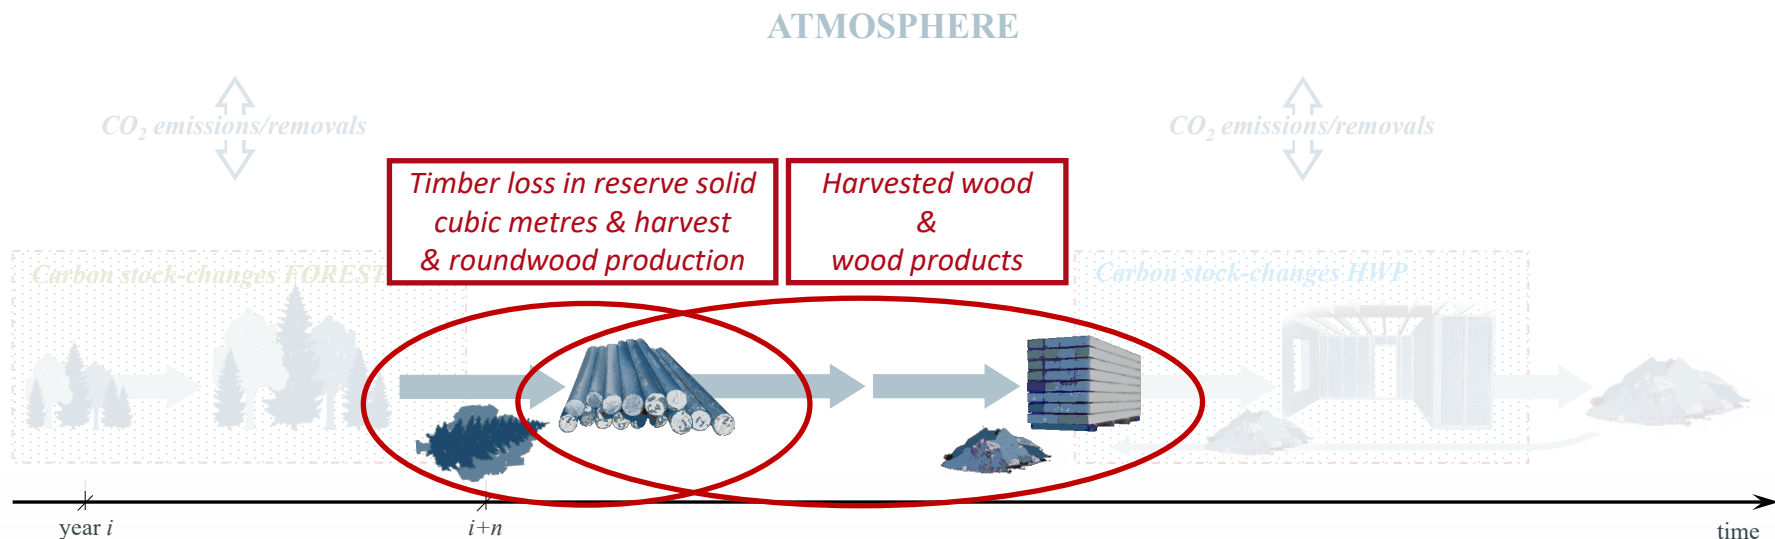 ATMOSPHERE
CO₂ emissions/removals
CO₂ emissions/removals
Timber loss in reserve solid
cubic metres & harvest
& roundwood production
Harvested wood
&
wood products
Carbon stock-changes FOREST
Carbon stock-changes HWP
year i
i+n
time